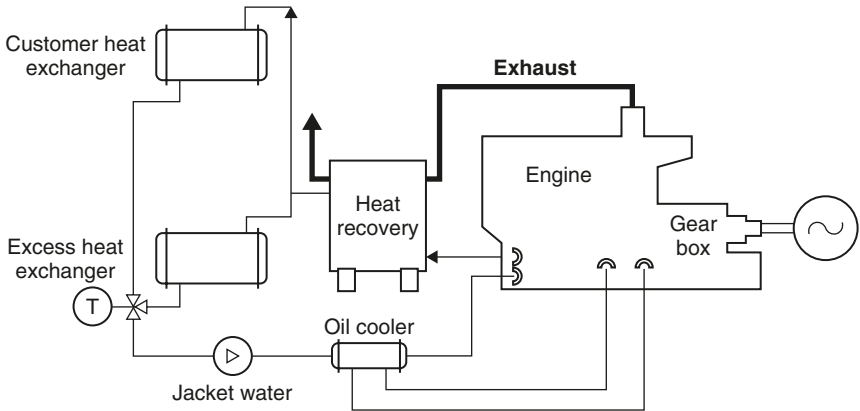 Customer heat
exchanger
Exhaust
Engine
Heat
recovery
Gear
box
Excess heat
exchanger
T
Oil cooler
Jacket water